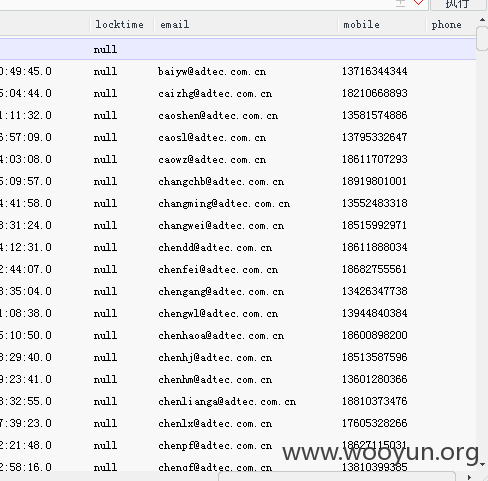 执行
locktime email mobile phone
null
0:49:45.0 null baiyw@adtec.com.cn 13716344344
5:04:44.0 null caizhg@adtec.com.cn 18210668893
1:11:32.0 null caoshen@adtec.com.cn 13581574886
6:57:09.0 null caosl@adtec.com.cn 13795332647
4:03:08.0 null caowz@adtec.com.cn 18611707293
5:09:57.0 null changchb@adtec.com.cn 18919801001
4:41:58.0 null changming@adtec.com.cn 13552483318
8:31:24.0 null changwei@adtec.com.cn 18515992971
4:12:31.0 null chendd@adtec.com.cn 18611888034
2:44:07.0 null chenfei@adtec.com.cn 18682755561
8:35:04.0 null chengang@adtec.com.cn 13426347738
1:08:38.0 null chengwl@adtec.com.cn 13944840384
5:10:50.0 null chenhaoa@adtec.com.cn 18600898200
3:29:40.0 null chenhj@adtec.com.cn 18513587596
9:23:41.0 null chenhm@adtec.com.cn 13601280366
8:32:55.0 null chenlianga@adtec.com.cn 18810373476
7:39:23.0 null chenlx@adtec.com.cn 17605328266
2:21:48.0 null chenpf@adtec.com.cn 18627115031
www.wooyun.org
2:58:16.0 null chenqf@adtec.com.cn 13810399385